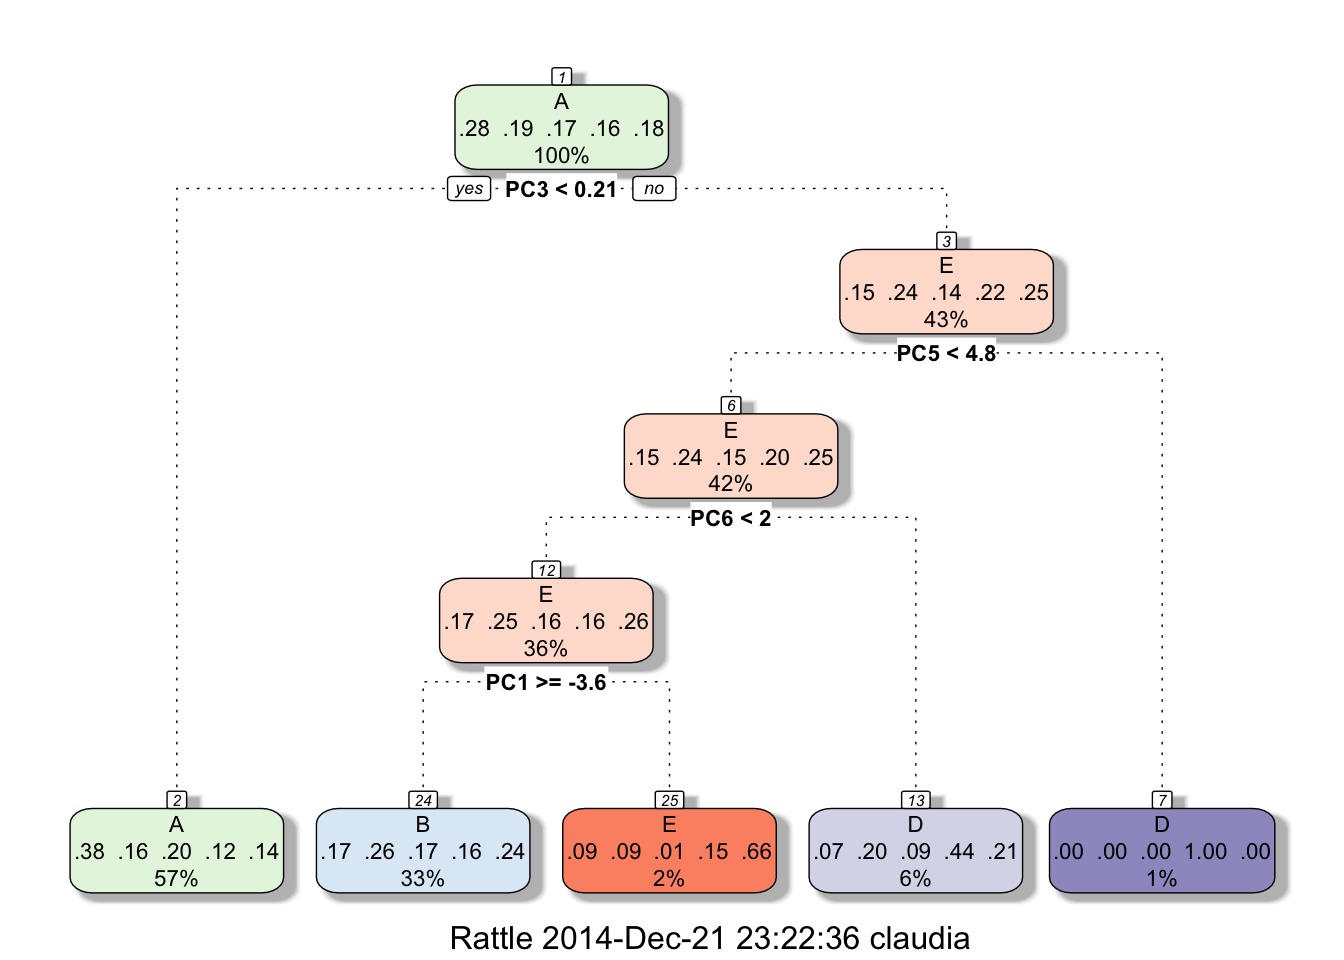 1
A
.28 .19 .17 .16 .18
100%
yes PC3 < 0.21 no
3
E
.15 .24 .14 .22 .25
43%
PC5 < 4.8
6
E
.15 .24 .15 .20 .25
42%
PC6 < 2
12
E
.17 .25 .16 .16 .26
36%
PC1 >= -3.6
2
A
.38 .16 .20 .12 .14
57%
24
B
.17 .26 .17 .16 .24
33%
25
E
.09 .09 .01 .15 .66
2%
13
D
.07 .20 .09 .44 .21
6%
7
D
.00 .00 .00 1.00 .00
1%
Rattle 2014-Dec-21 23:22:36 claudia